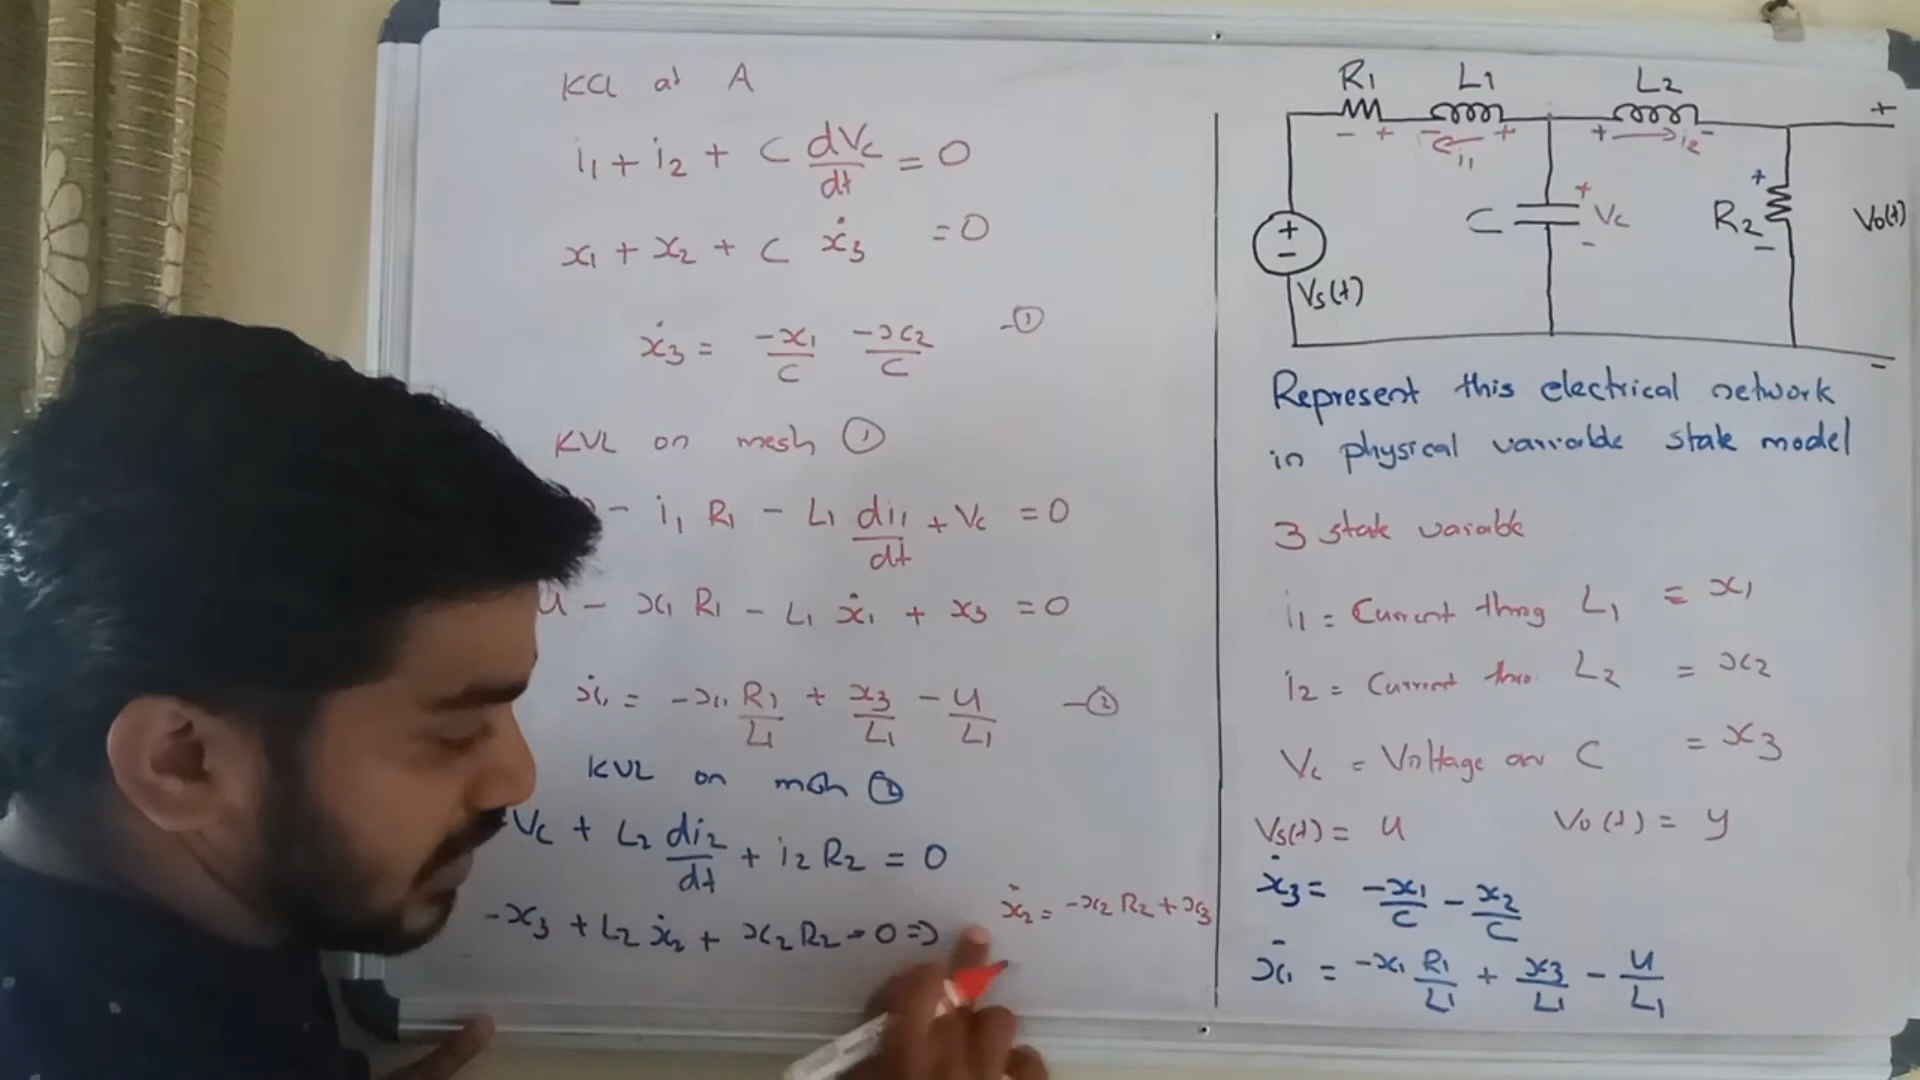 KCL at A
i₁ + i₂ + C dVc/dt = 0
x₁ + x₂ + C ẋ₃ = 0
ẋ₃ = -x₁/C -x₂/C -①
KVL on mesh ①
- i₁ R₁ - L₁ di₁/dt + Vc = 0
u - x₁ R₁ - L₁ ẋ₁ + x₃ = 0
ẋ₁ = -x₁ R₁/L₁ + x₃/L₁ - u/L₁ -②
KVL on mesh ②
-Vc + L₂ di₂/dt + i₂ R₂ = 0
-x₃ + L₂ ẋ₂ + x₂ R₂ = 0 ⇒ ẋ₂ = -x₂ R₂ + x₃
R₁ L₁ L₂
+
- + - + + -
i₁ i₂
+ -
Vs(t)
C + Vc -
R₂ + -
Vo(t)
-
Represent this electrical network
in physical variable state model
3 state variable
i₁ = Current throug L₁ = x₁
i₂ = Current thro. L₂ = x₂
Vc = Voltage on C = x₃
Vs(t) = u Vo(t) = y
ẋ₃ = -x₁/C - x₂/C
ẋ₁ = -x₁ R₁/L₁ + x₃/L₁ - u/L₁